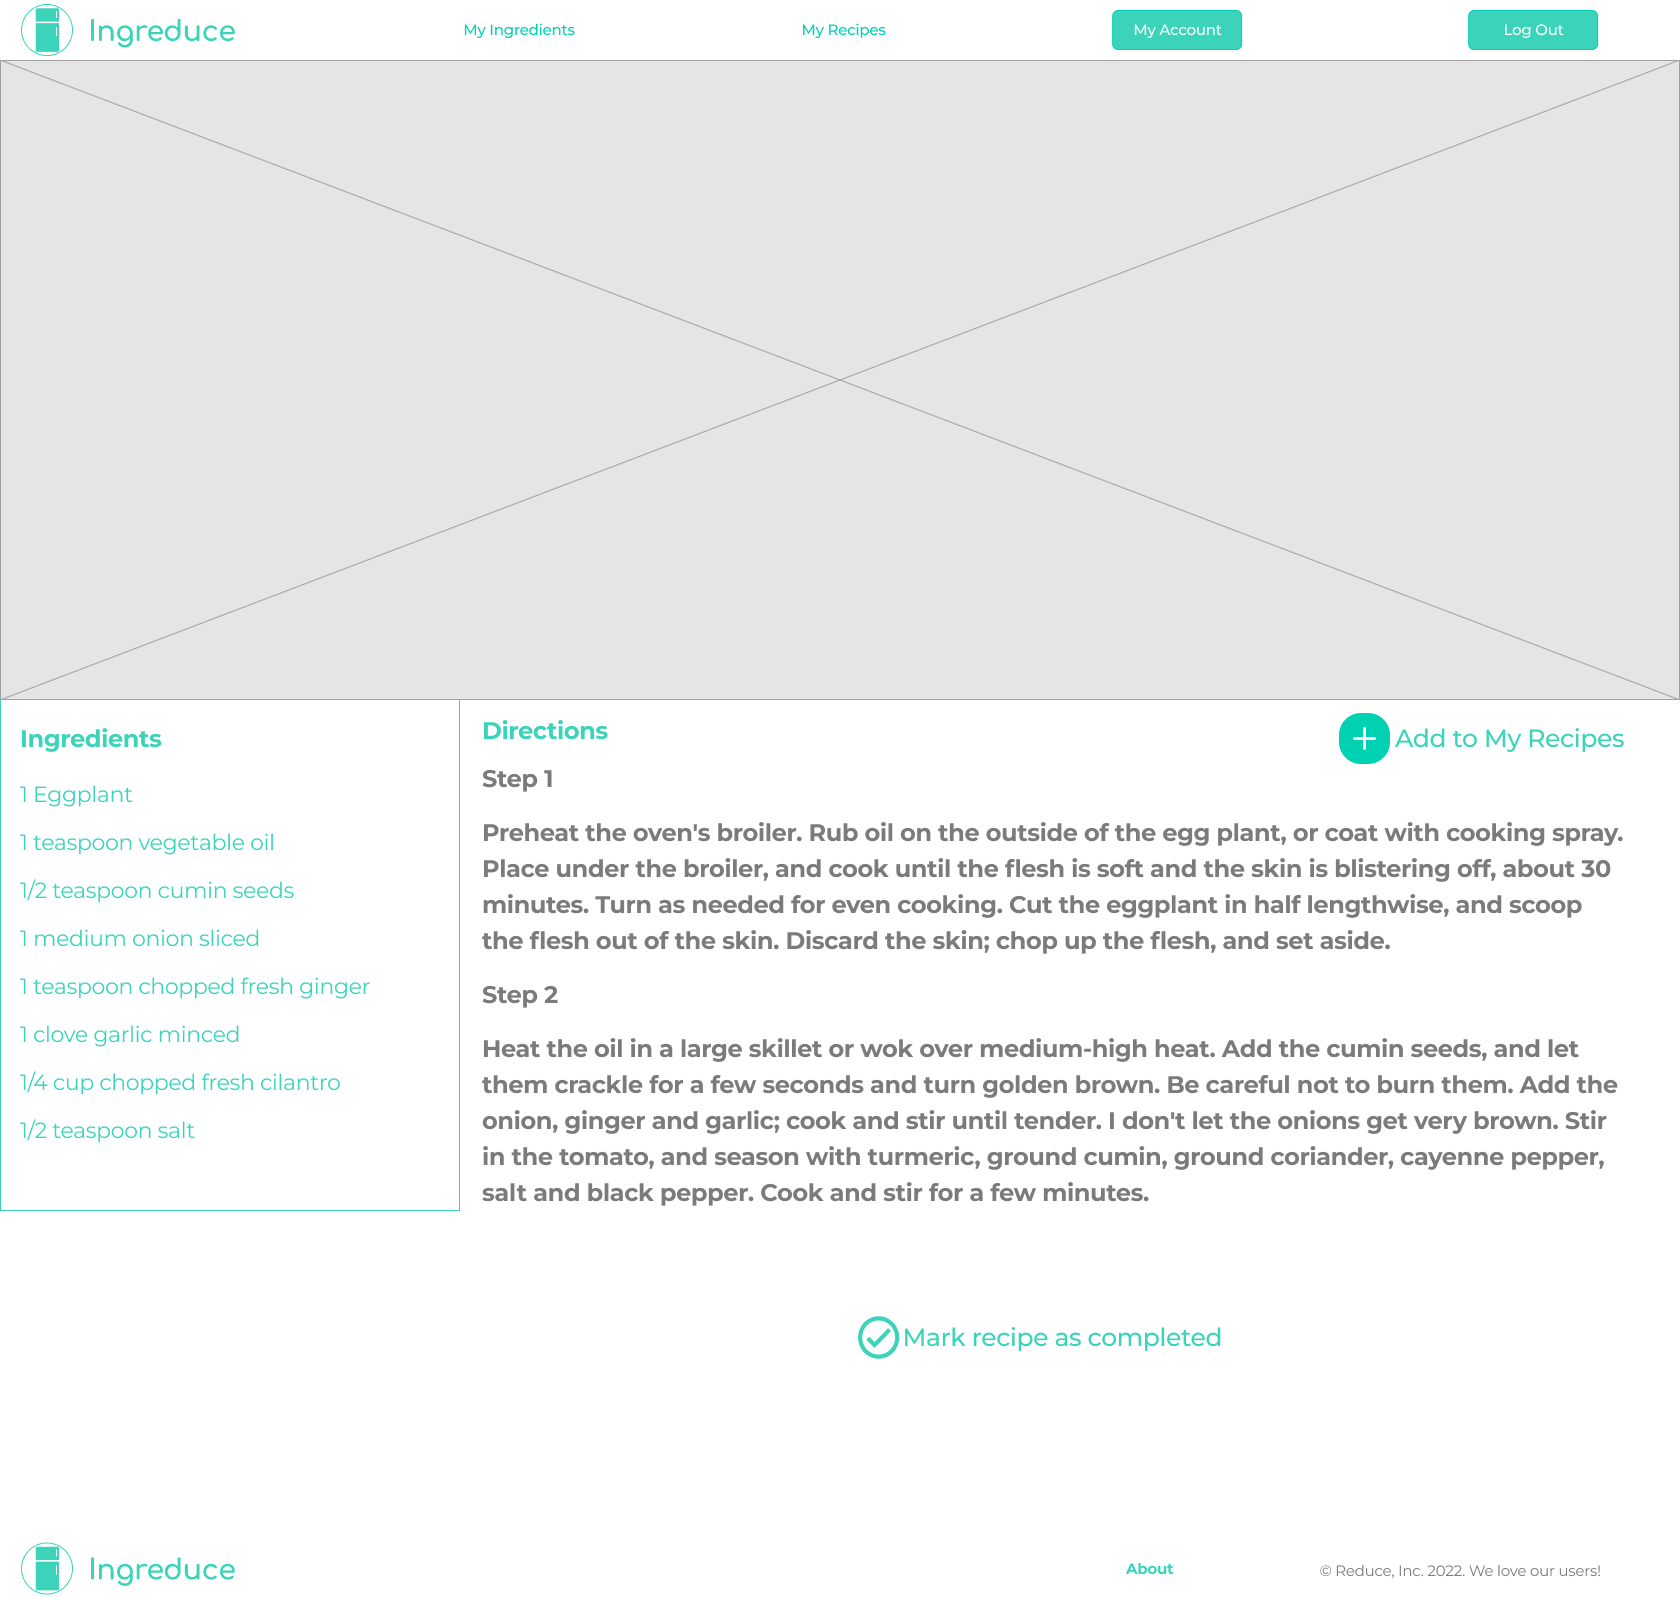 Ingreduce
My Ingredients
My Recipes
My Account
Log Out
Ingredients
1 Eggplant
1 teaspoon vegetable oil
1/2 teaspoon cumin seeds
1 medium onion sliced
1 teaspoon chopped fresh ginger
1 clove garlic minced
1/4 cup chopped fresh cilantro
1/2 teaspoon salt
Directions
Add to My Recipes
Step 1
Preheat the oven's broiler. Rub oil on the outside of the egg plant, or coat with cooking spray.
Place under the broiler, and cook until the flesh is soft and the skin is blistering off, about 30
minutes. Turn as needed for even cooking. Cut the eggplant in half lengthwise, and scoop
the flesh out of the skin. Discard the skin; chop up the flesh, and set aside.
Step 2
Heat the oil in a large skillet or wok over medium-high heat. Add the cumin seeds, and let
them crackle for a few seconds and turn golden brown. Be careful not to burn them. Add the
onion, ginger and garlic; cook and stir until tender. I don't let the onions get very brown. Stir
in the tomato, and season with turmeric, ground cumin, ground coriander, cayenne pepper,
salt and black pepper. Cook and stir for a few minutes.
Mark recipe as completed
Ingreduce
About
© Reduce, Inc. 2022. We love our users!